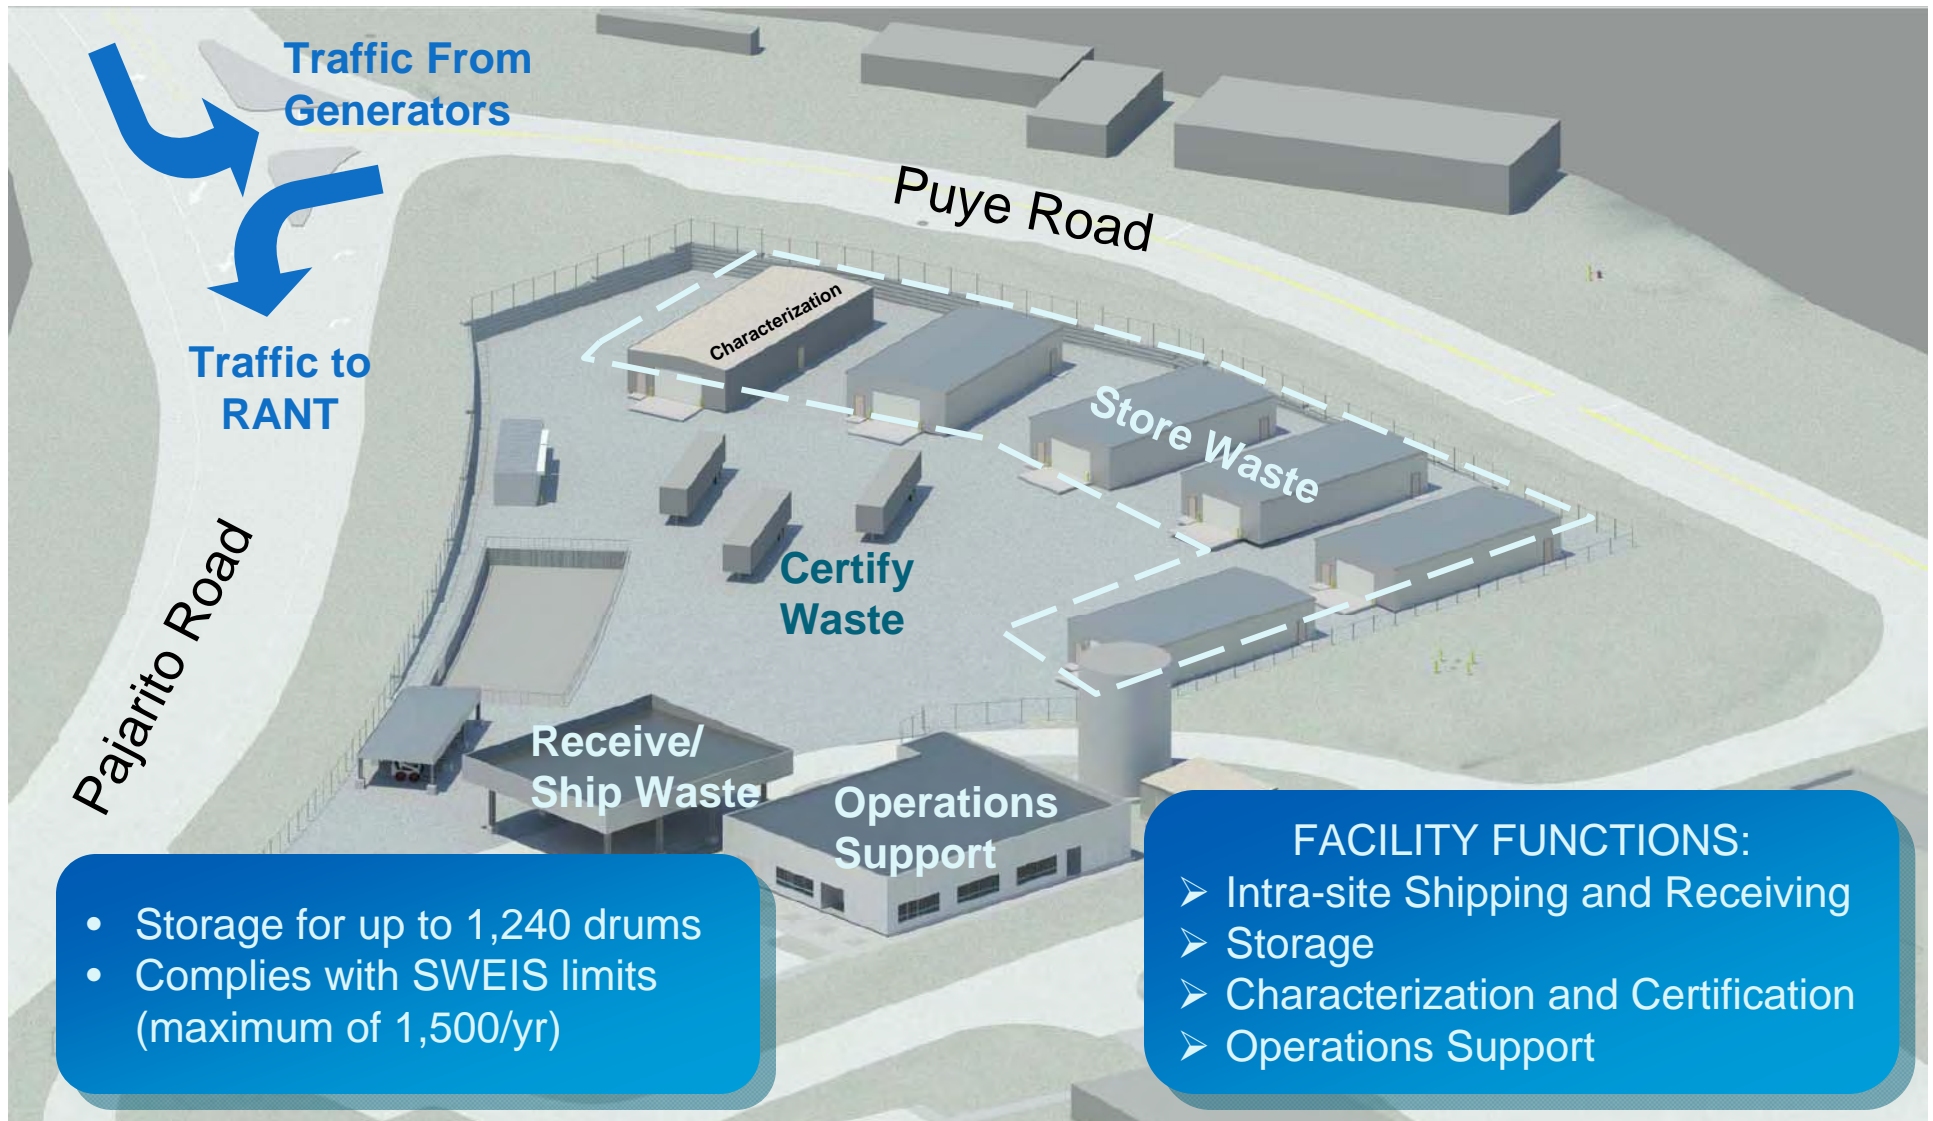 Traffic From
Generators
Puye Road
Characterization
Traffic to
RANT
Store Waste
Pajarito Road
Certify
Waste
Receive/
Ship Waste
Operations
Support
• Storage for up to 1,240 drums
• Complies with SWEIS limits
(maximum of 1,500/yr)
FACILITY FUNCTIONS:
➢ Intra-site Shipping and Receiving
➢ Storage
➢ Characterization and Certification
➢ Operations Support